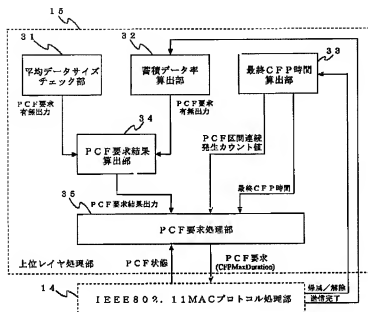 15
31
平均データサイズ
チェック部
32
蓄積データ率
算出部
33
最終CFP時間
算出部
PCF要求
有無出力
PCF要求
有無出力
34
PCF要求結果
算出部
PCF区間連続
発生カウント値
最終CFP時間
35
PCF要求結果出力
PCF要求処理部
上位レイヤ処理部
PCF状態
PCF要求
(CFPMaxDuration)
14
IEEE802.11MACプロトコル処理部
帰属/解除
送信完了